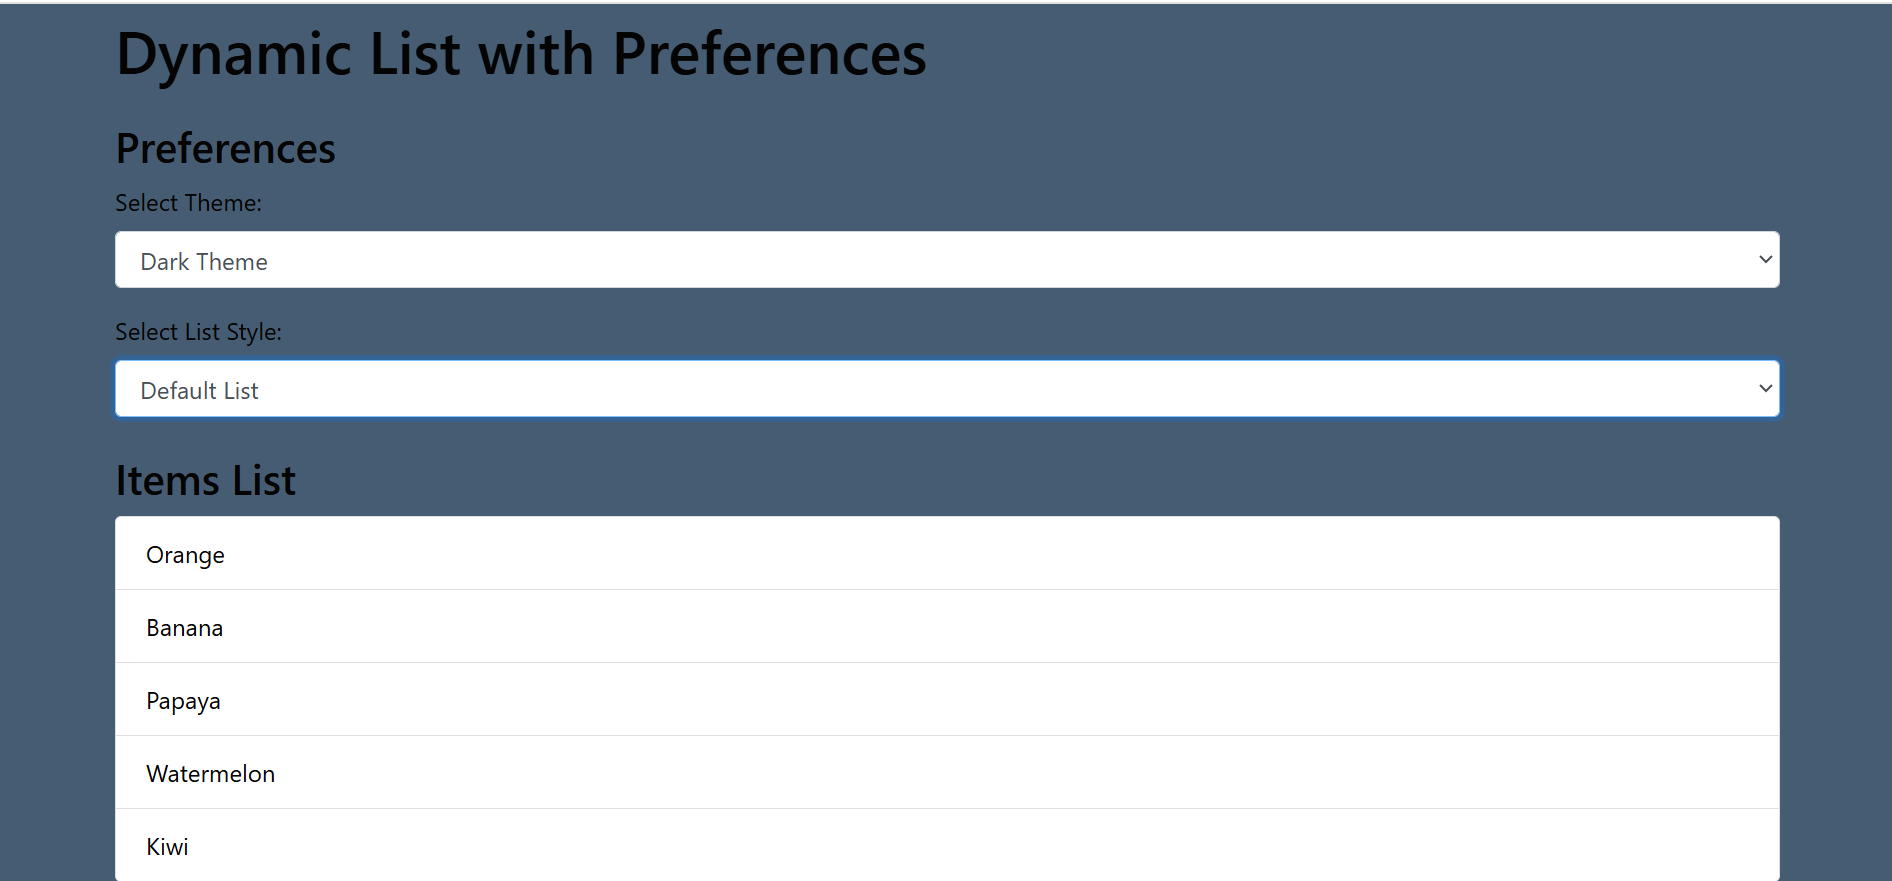 Dynamic List with Preferences
Preferences
Select Theme:
Dark Theme
Select List Style:
Default List
Items List
Orange
Banana
Papaya
Watermelon
Kiwi